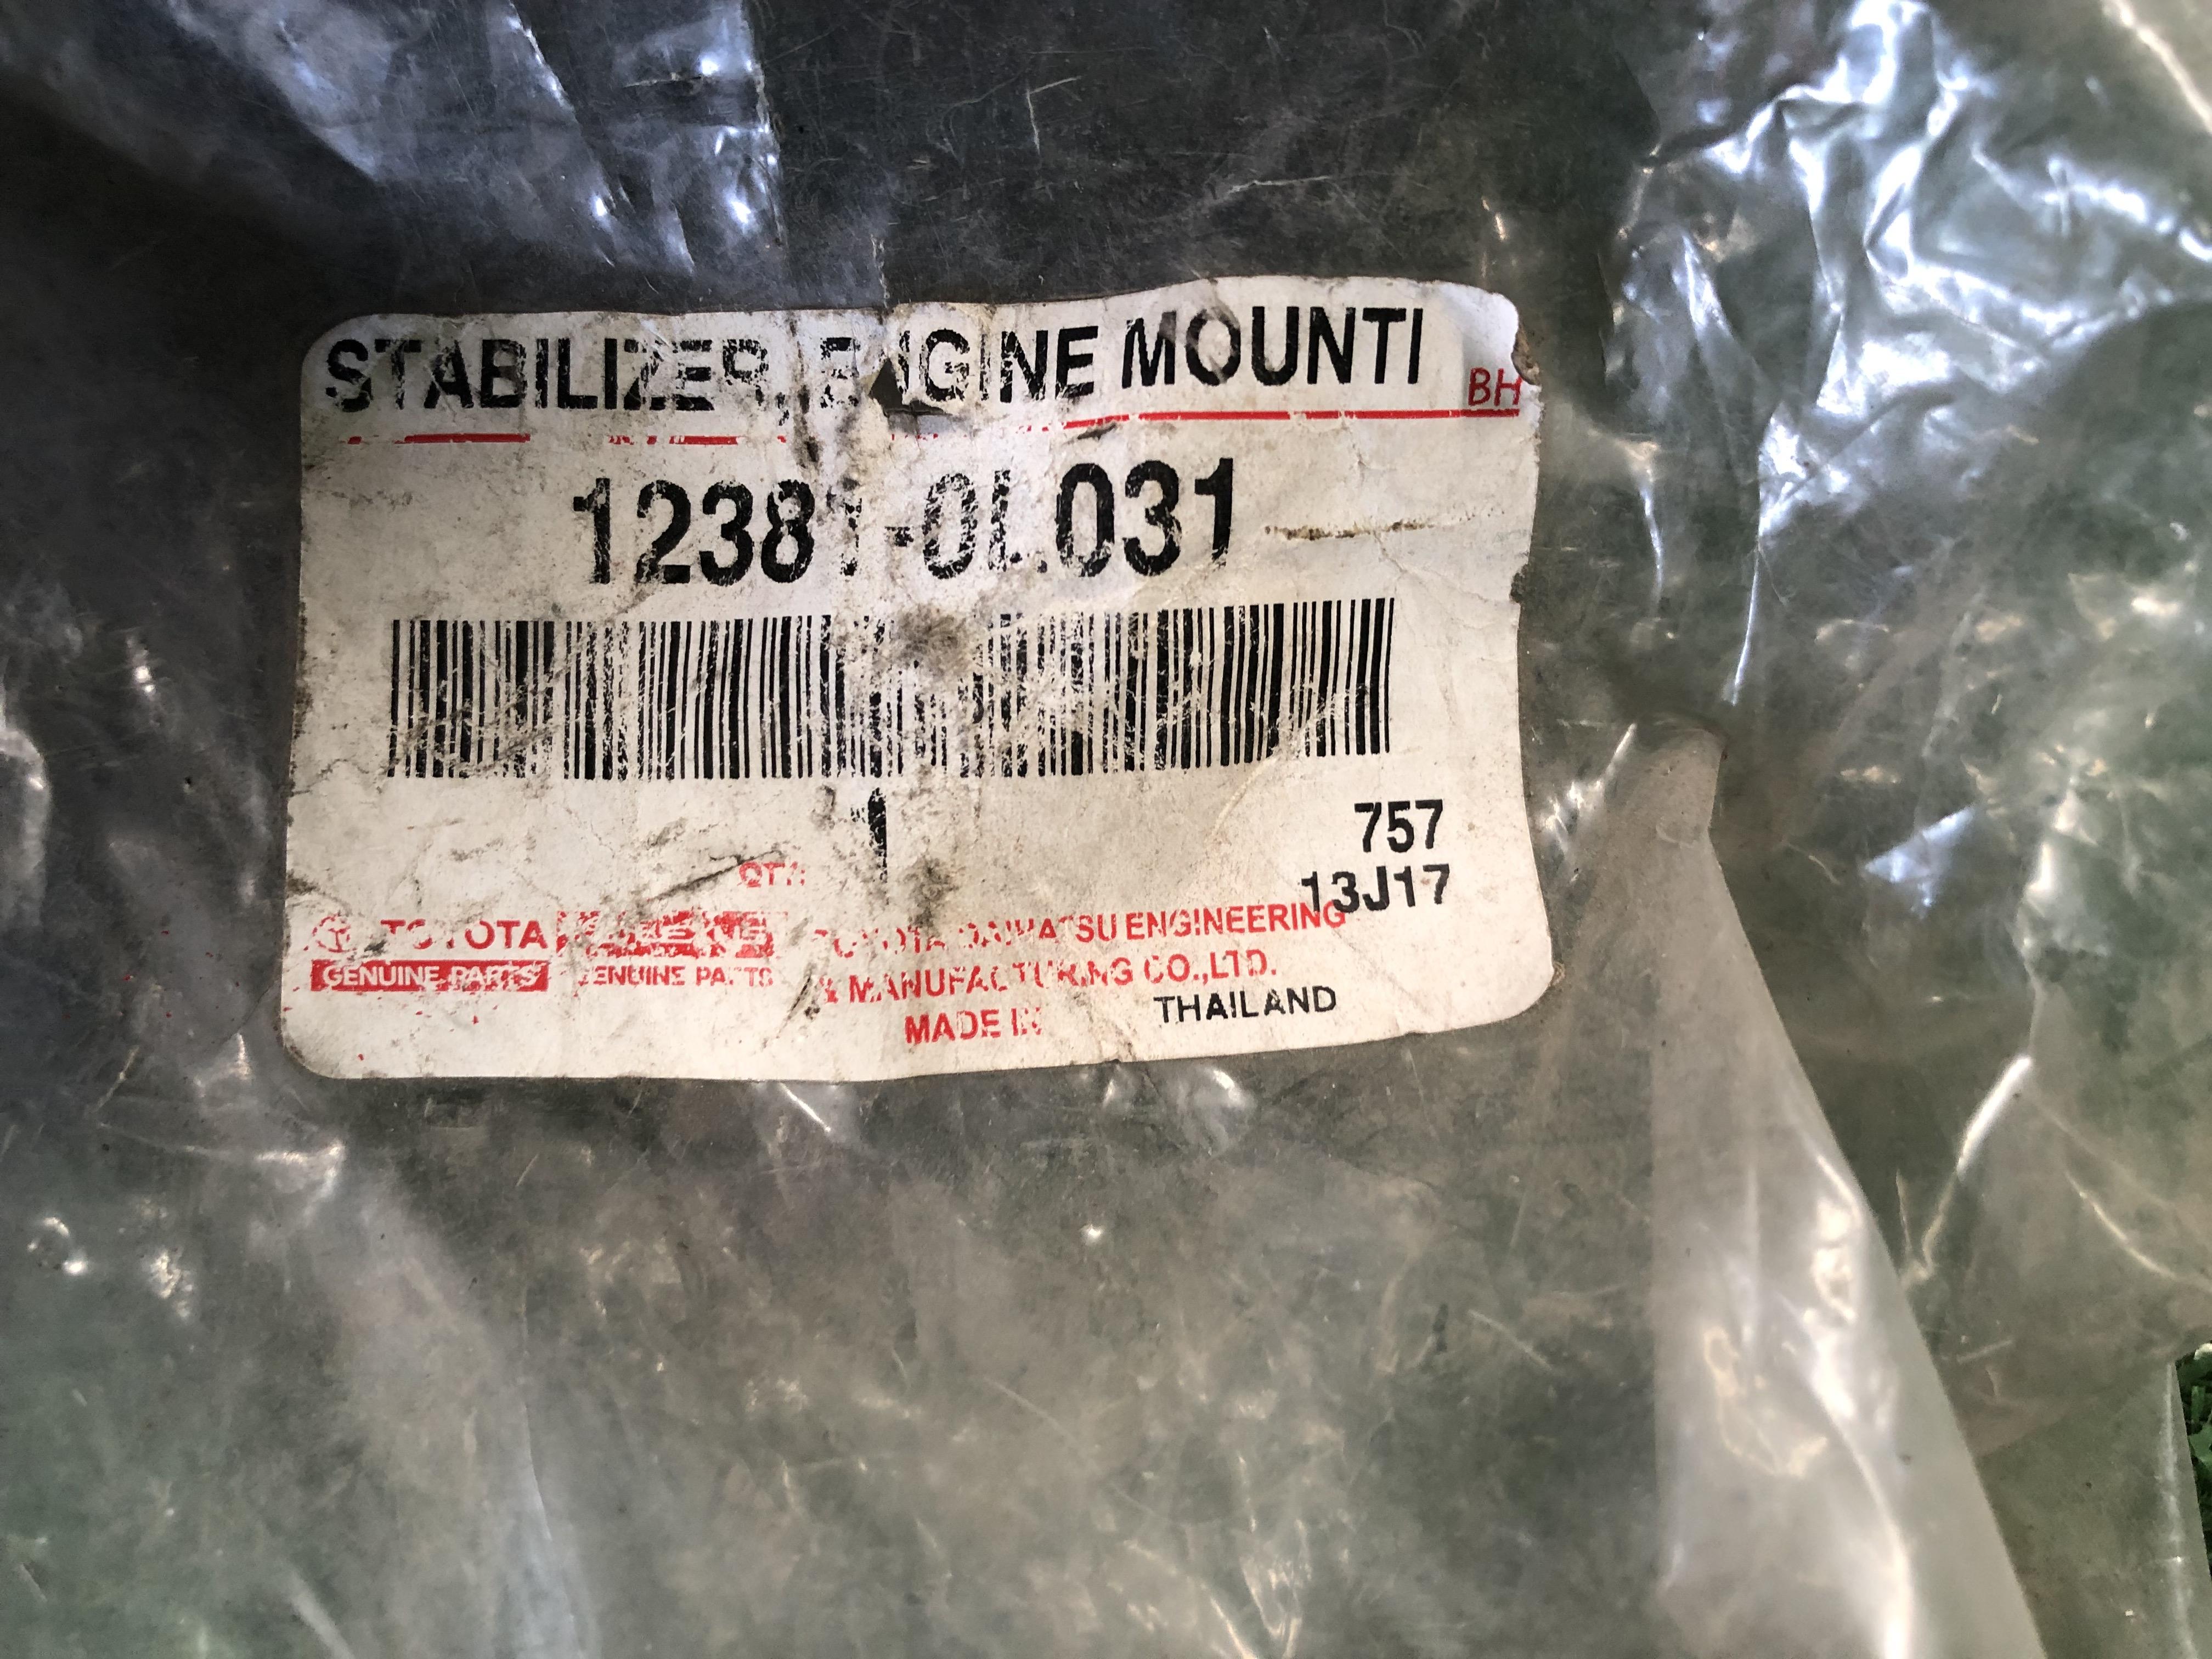 STABILIZER, ENGINE MOUNTI
BH
12381-0L031
1
757
QTY:
13J17
TOYOTA
GENUINE PARTS
GENUINE PARTS
TOYOTA DAIHATSU ENGINEERING
& MANUFACTURING CO.,LTD.
MADE IN THAILAND